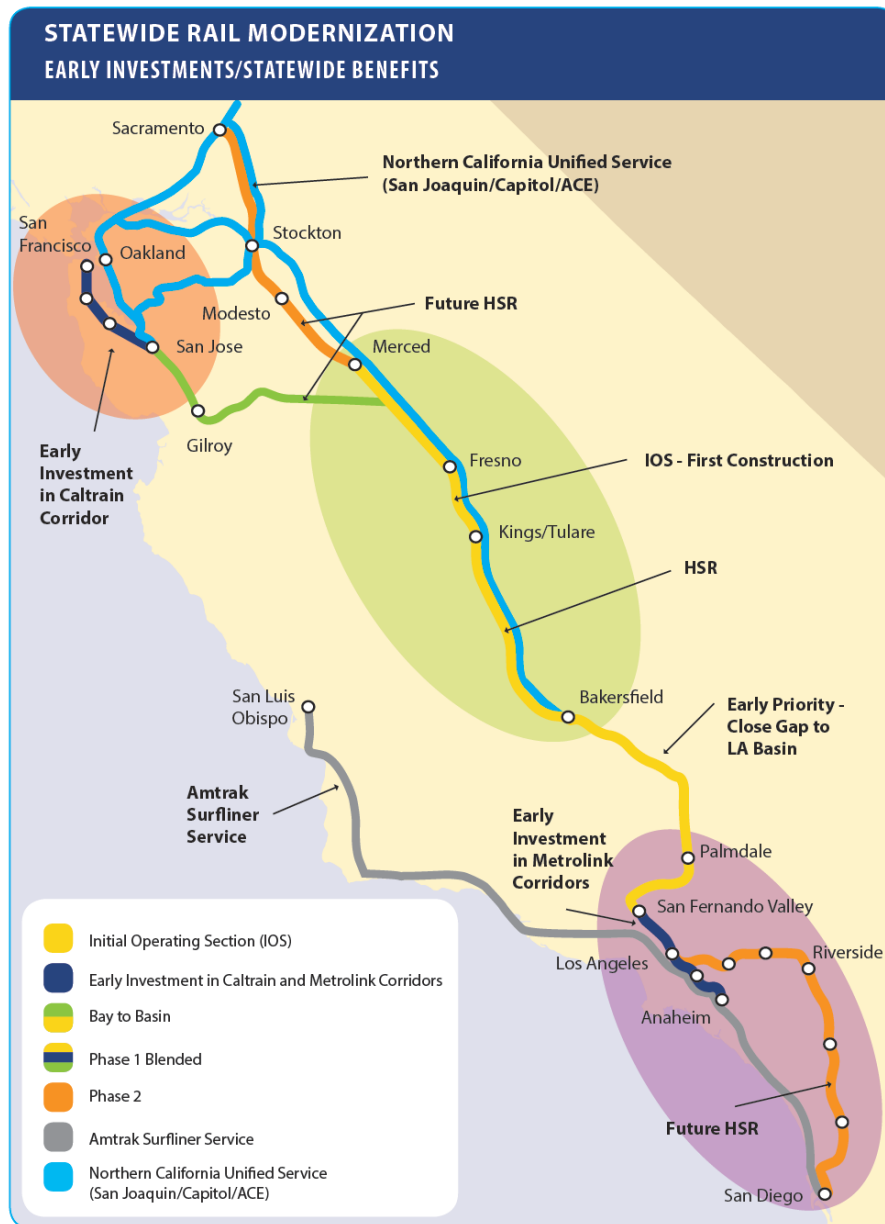 STATEWIDE RAIL MODERNIZATION
EARLY INVESTMENTS/STATEWIDE BENEFITS
Sacramento
Northern California Unified Service
(San Joaquin/Capitol/ACE)
San
Francisco
Oakland
Stockton
Modesto
Future HSR
San Jose
Merced
Gilroy
Early
Investment
in Caltrain
Corridor
Fresno
IOS - First Construction
Kings/Tulare
HSR
San Luis
Obispo
Bakersfield
Early Priority -
Close Gap to
LA Basin
Amtrak
Surfliner
Service
Early
Investment
in Metrolink
Corridors
Palmdale
San Fernando Valley
Los Angeles
Riverside
Anaheim
Future HSR
San Diego
Initial Operating Section (IOS)
Early Investment in Caltrain and Metrolink Corridors
Bay to Basin
Phase 1 Blended
Phase 2
Amtrak Surfliner Service
Northern California Unified Service
(San Joaquin/Capitol/ACE)